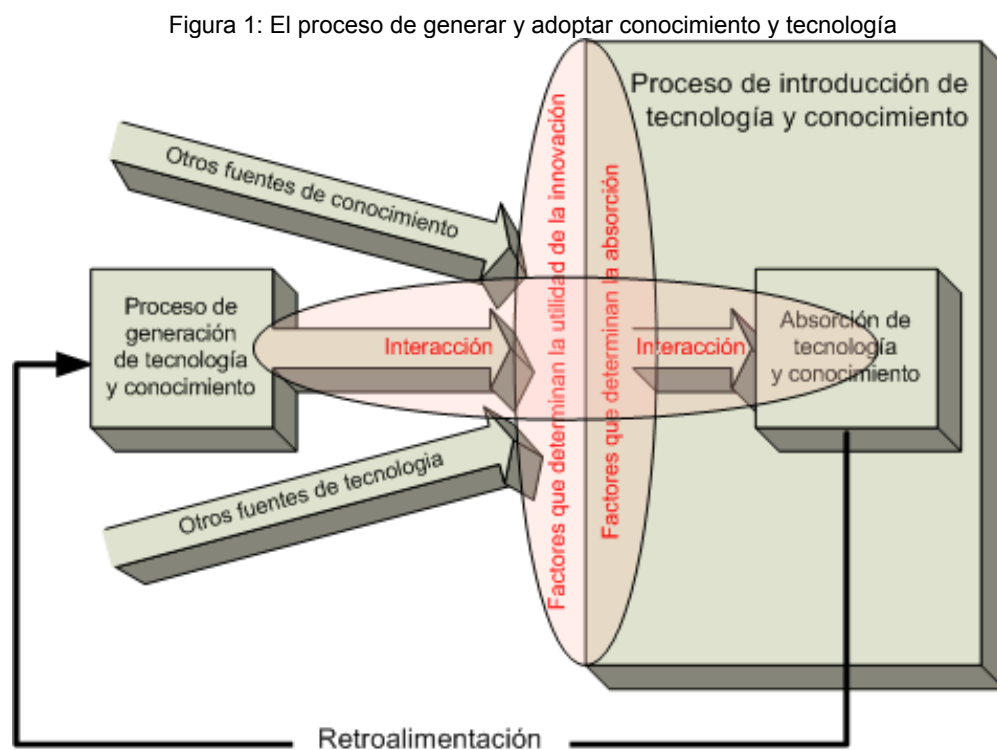 Figura 1: El proceso de generar y adoptar conocimiento y tecnología
Proceso de introducción de
tecnología y conocimiento
Otros fuentes de conocimiento
Factores que determinan la utilidad de la innovación
Factores que determinan la absorción
Proceso de
generación
de tecnología
y conocimiento
Interacción
Interacción
Absorción de
tecnología
y conocimiento
Otros fuentes de tecnologia
Retroalimentación